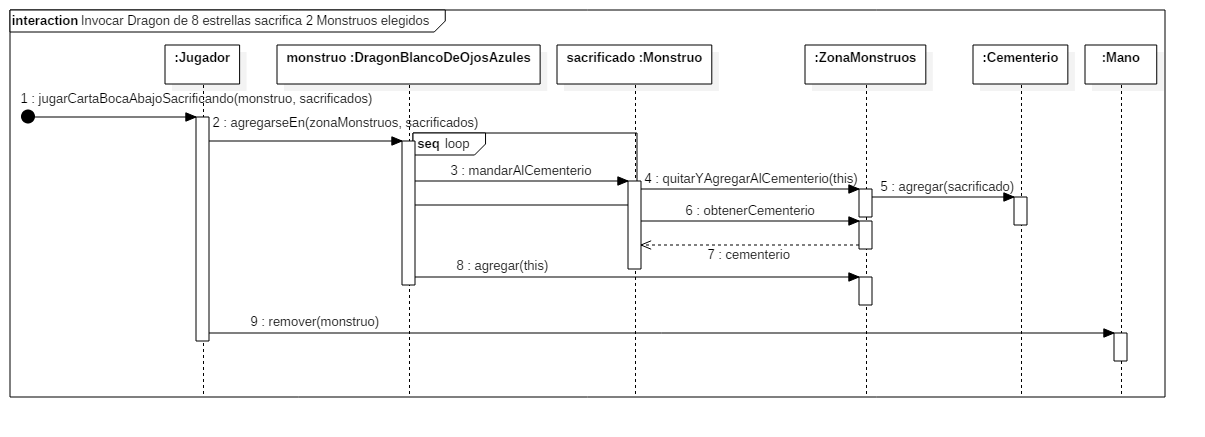 interaction Invocar Dragon de 8 estrellas sacrifica 2 Monstruos elegidos
:Jugador
monstruo :DragonBlancoDeOjosAzules
sacrificado :Monstruo
:ZonaMonstruos
:Cementerio
:Mano
1 : jugarCartaBocaAbajoSacrificando(monstruo, sacrificados)
2 : agregarseEn(zonaMonstruos, sacrificados)
seq loop
3 : mandarAlCementerio
4 : quitarYAgregarAlCementerio(this)
5 : agregar(sacrificado)
6 : obtenerCementerio
7 : cementerio
8 : agregar(this)
9 : remover(monstruo)